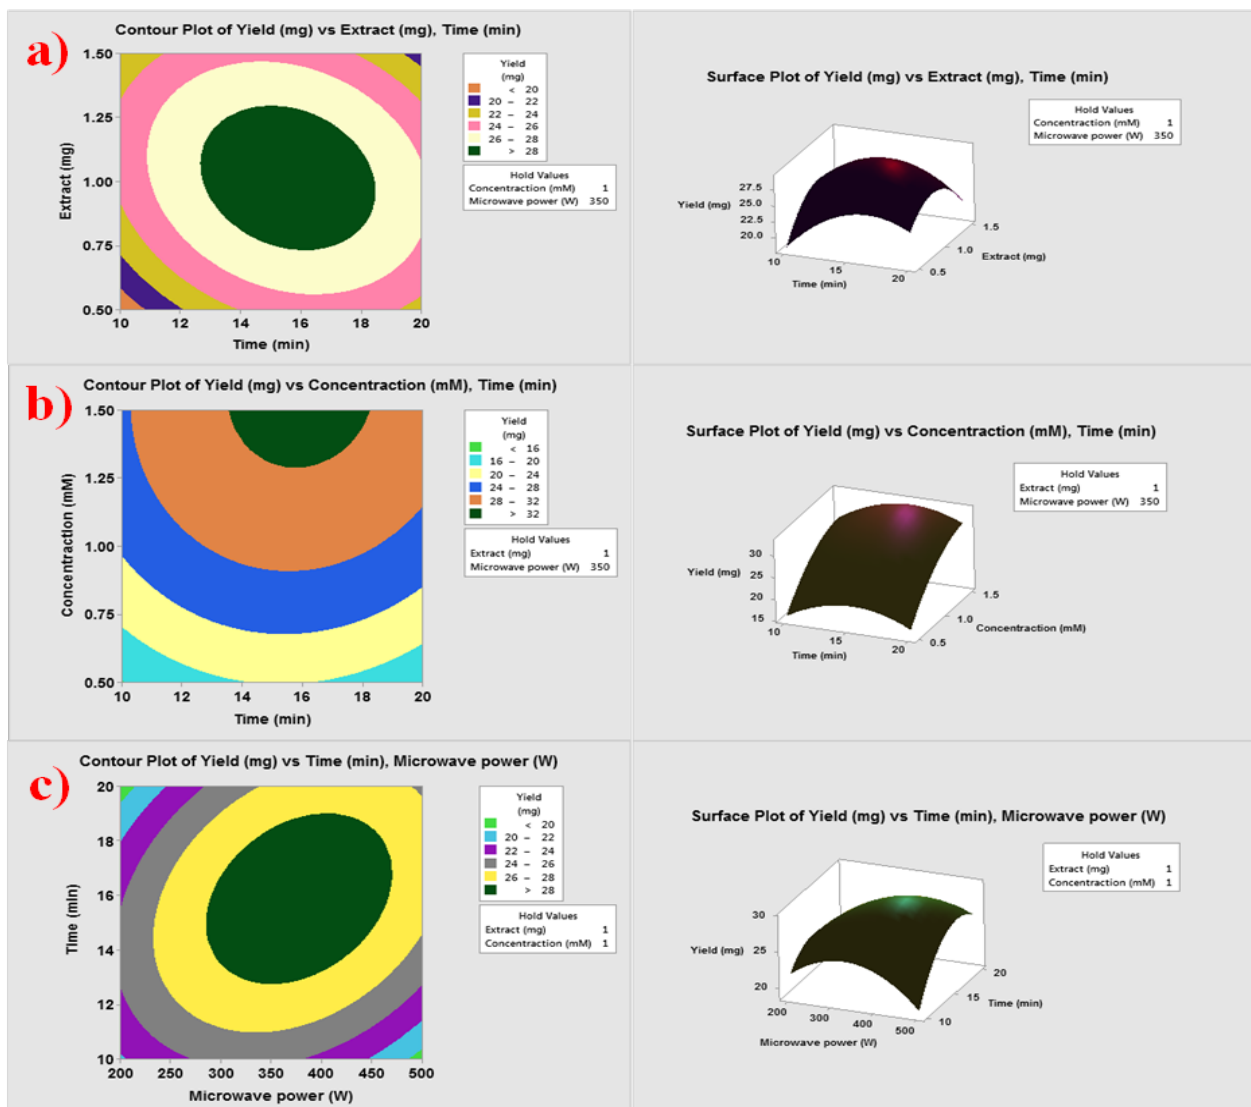 a)
Contour Plot of Yield (mg) vs Extract (mg), Time (min)
1.50
1.25
1.00
0.75
0.50
Extract (mg)
10 12 14 16 18 20
Time (min)
Yield
(mg)
< 20
20 – 22
22 – 24
24 – 26
26 – 28
> 28
Hold Values
Concentraction (mM) 1
Microwave power (W) 350
Surface Plot of Yield (mg) vs Extract (mg), Time (min)
Hold Values
Concentraction (mM) 1
Microwave power (W) 350
27.5
25.0
22.5
20.0
Yield (mg)
10 15 20
Time (min)
0.5 1.0 1.5
Extract (mg)
b)
Contour Plot of Yield (mg) vs Concentraction (mM), Time (min)
1.50
1.25
1.00
0.75
0.50
Concentraction (mM)
10 12 14 16 18 20
Time (min)
Yield
(mg)
< 16
16 – 20
20 – 24
24 – 28
28 – 32
> 32
Hold Values
Extract (mg) 1
Microwave power (W) 350
Surface Plot of Yield (mg) vs Concentraction (mM), Time (min)
Hold Values
Extract (mg) 1
Microwave power (W) 350
30
25
20
15
Yield (mg)
10 15 20
Time (min)
0.5 1.0 1.5
Concentraction (mM)
c)
Contour Plot of Yield (mg) vs Time (min), Microwave power (W)
20
18
16
14
12
10
Time (min)
200 250 300 350 400 450 500
Microwave power (W)
Yield
(mg)
< 20
20 – 22
22 – 24
24 – 26
26 – 28
> 28
Hold Values
Extract (mg) 1
Concentraction (mM) 1
Surface Plot of Yield (mg) vs Time (min), Microwave power (W)
Hold Values
Extract (mg) 1
Concentraction (mM) 1
30
25
20
Yield (mg)
200 300 400 500
Microwave power (W)
10 15 20
Time (min)